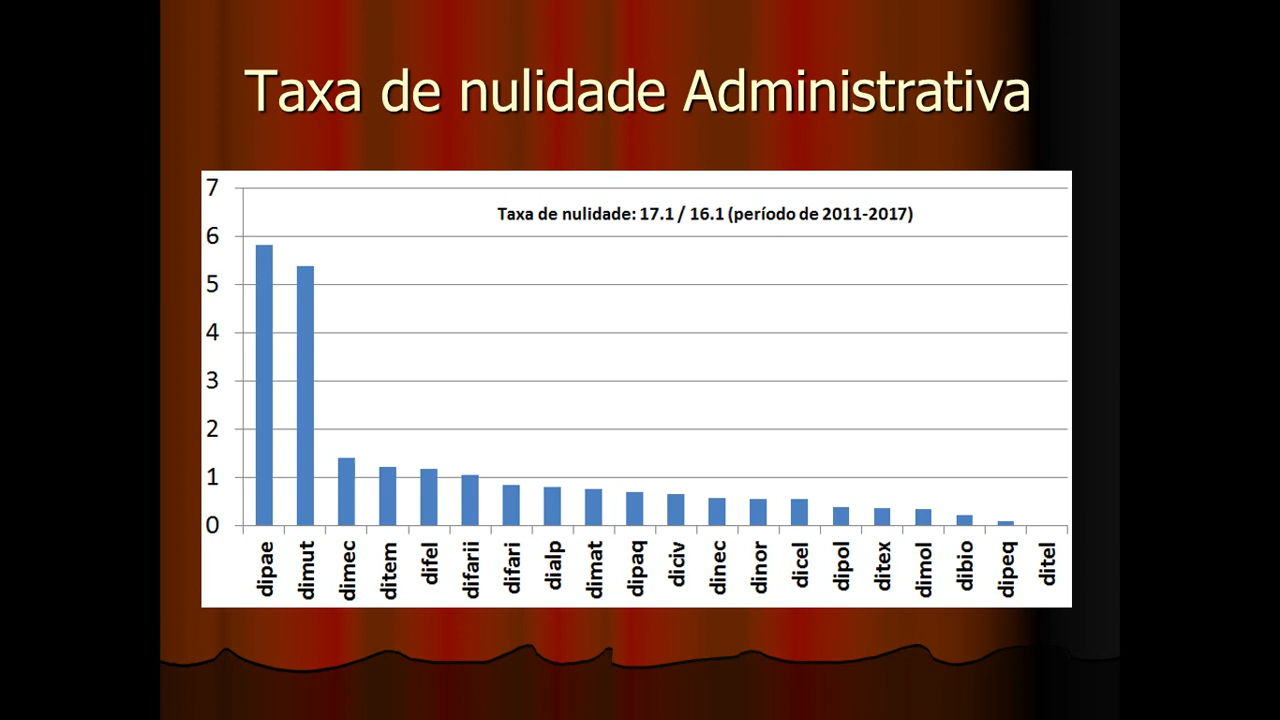 Taxa de nulidade Administrativa
Taxa de nulidade: 17.1 / 16.1 (período de 2011-2017)
7
6
5
4
3
2
1
0
dipae dimut dimec ditem difel difarii difari dialp dimat dipaq diciv dinec dinor dicel dipol ditex dimol dibio dipeq ditel